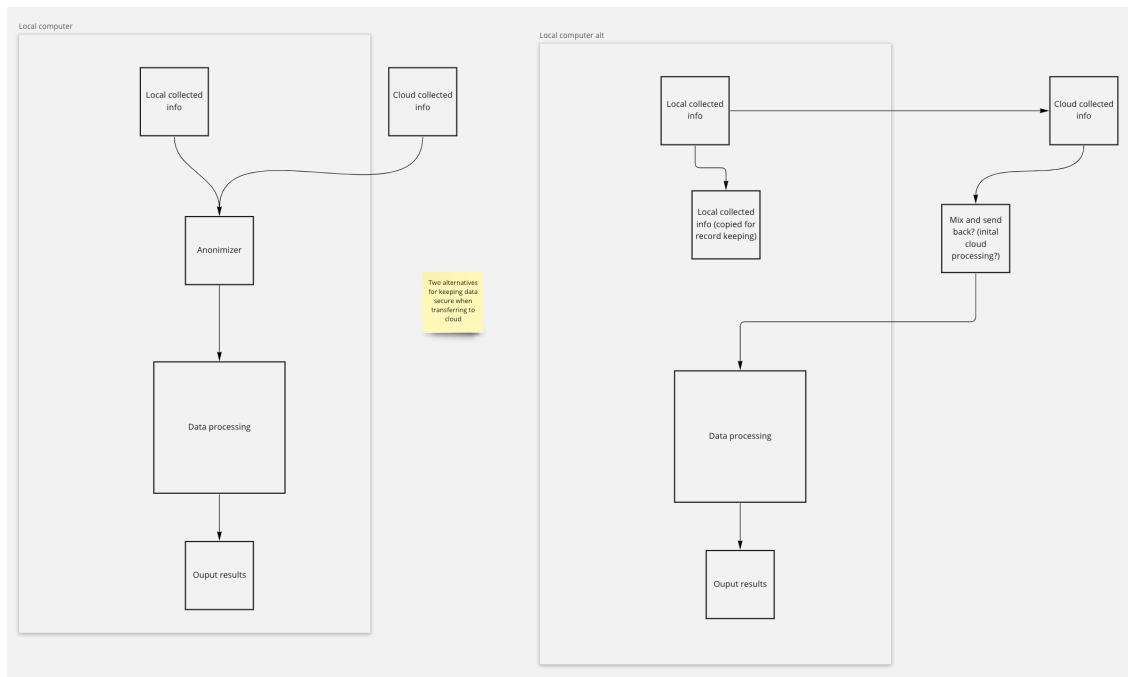 Local computer
Local collected
info
Cloud collected
info
Anonimizer
Data processing
Ouput results
Two alternatives
for keeping data
secure when
transferring to
cloud
Local computer alt
Local collected
info
Cloud collected
info
Local collected
info (copied for
record keeping)
Mix and send
back? (inital
cloud
processing?)
Data processing
Ouput results